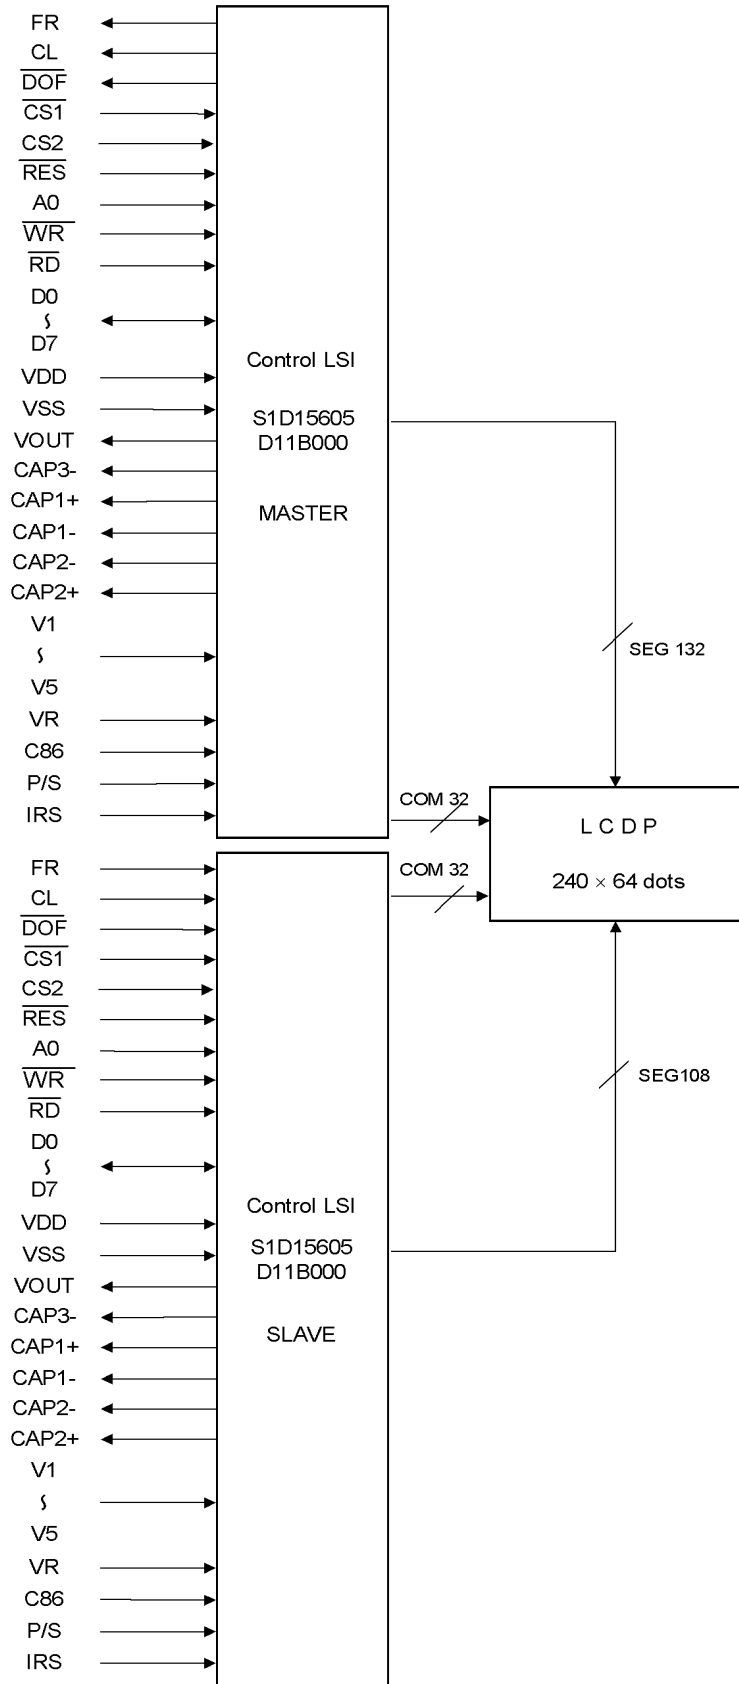 FR
CL
DOF
CS1
CS2
RES
A0
WR
RD
D0
D7
VDD
VSS
VOUT
CAP3-
CAP1+
CAP1-
CAP2-
CAP2+
V1
V5
VR
C86
P/S
IRS
Control LSI
S1D15605
D11B000
MASTER
SEG 132
COM 32
L C D P
240 × 64 dots
COM 32
SEG108
FR
CL
DOF
CS1
CS2
RES
A0
WR
RD
D0
D7
VDD
VSS
VOUT
CAP3-
CAP1+
CAP1-
CAP2-
CAP2+
V1
V5
VR
C86
P/S
IRS
Control LSI
S1D15605
D11B000
SLAVE